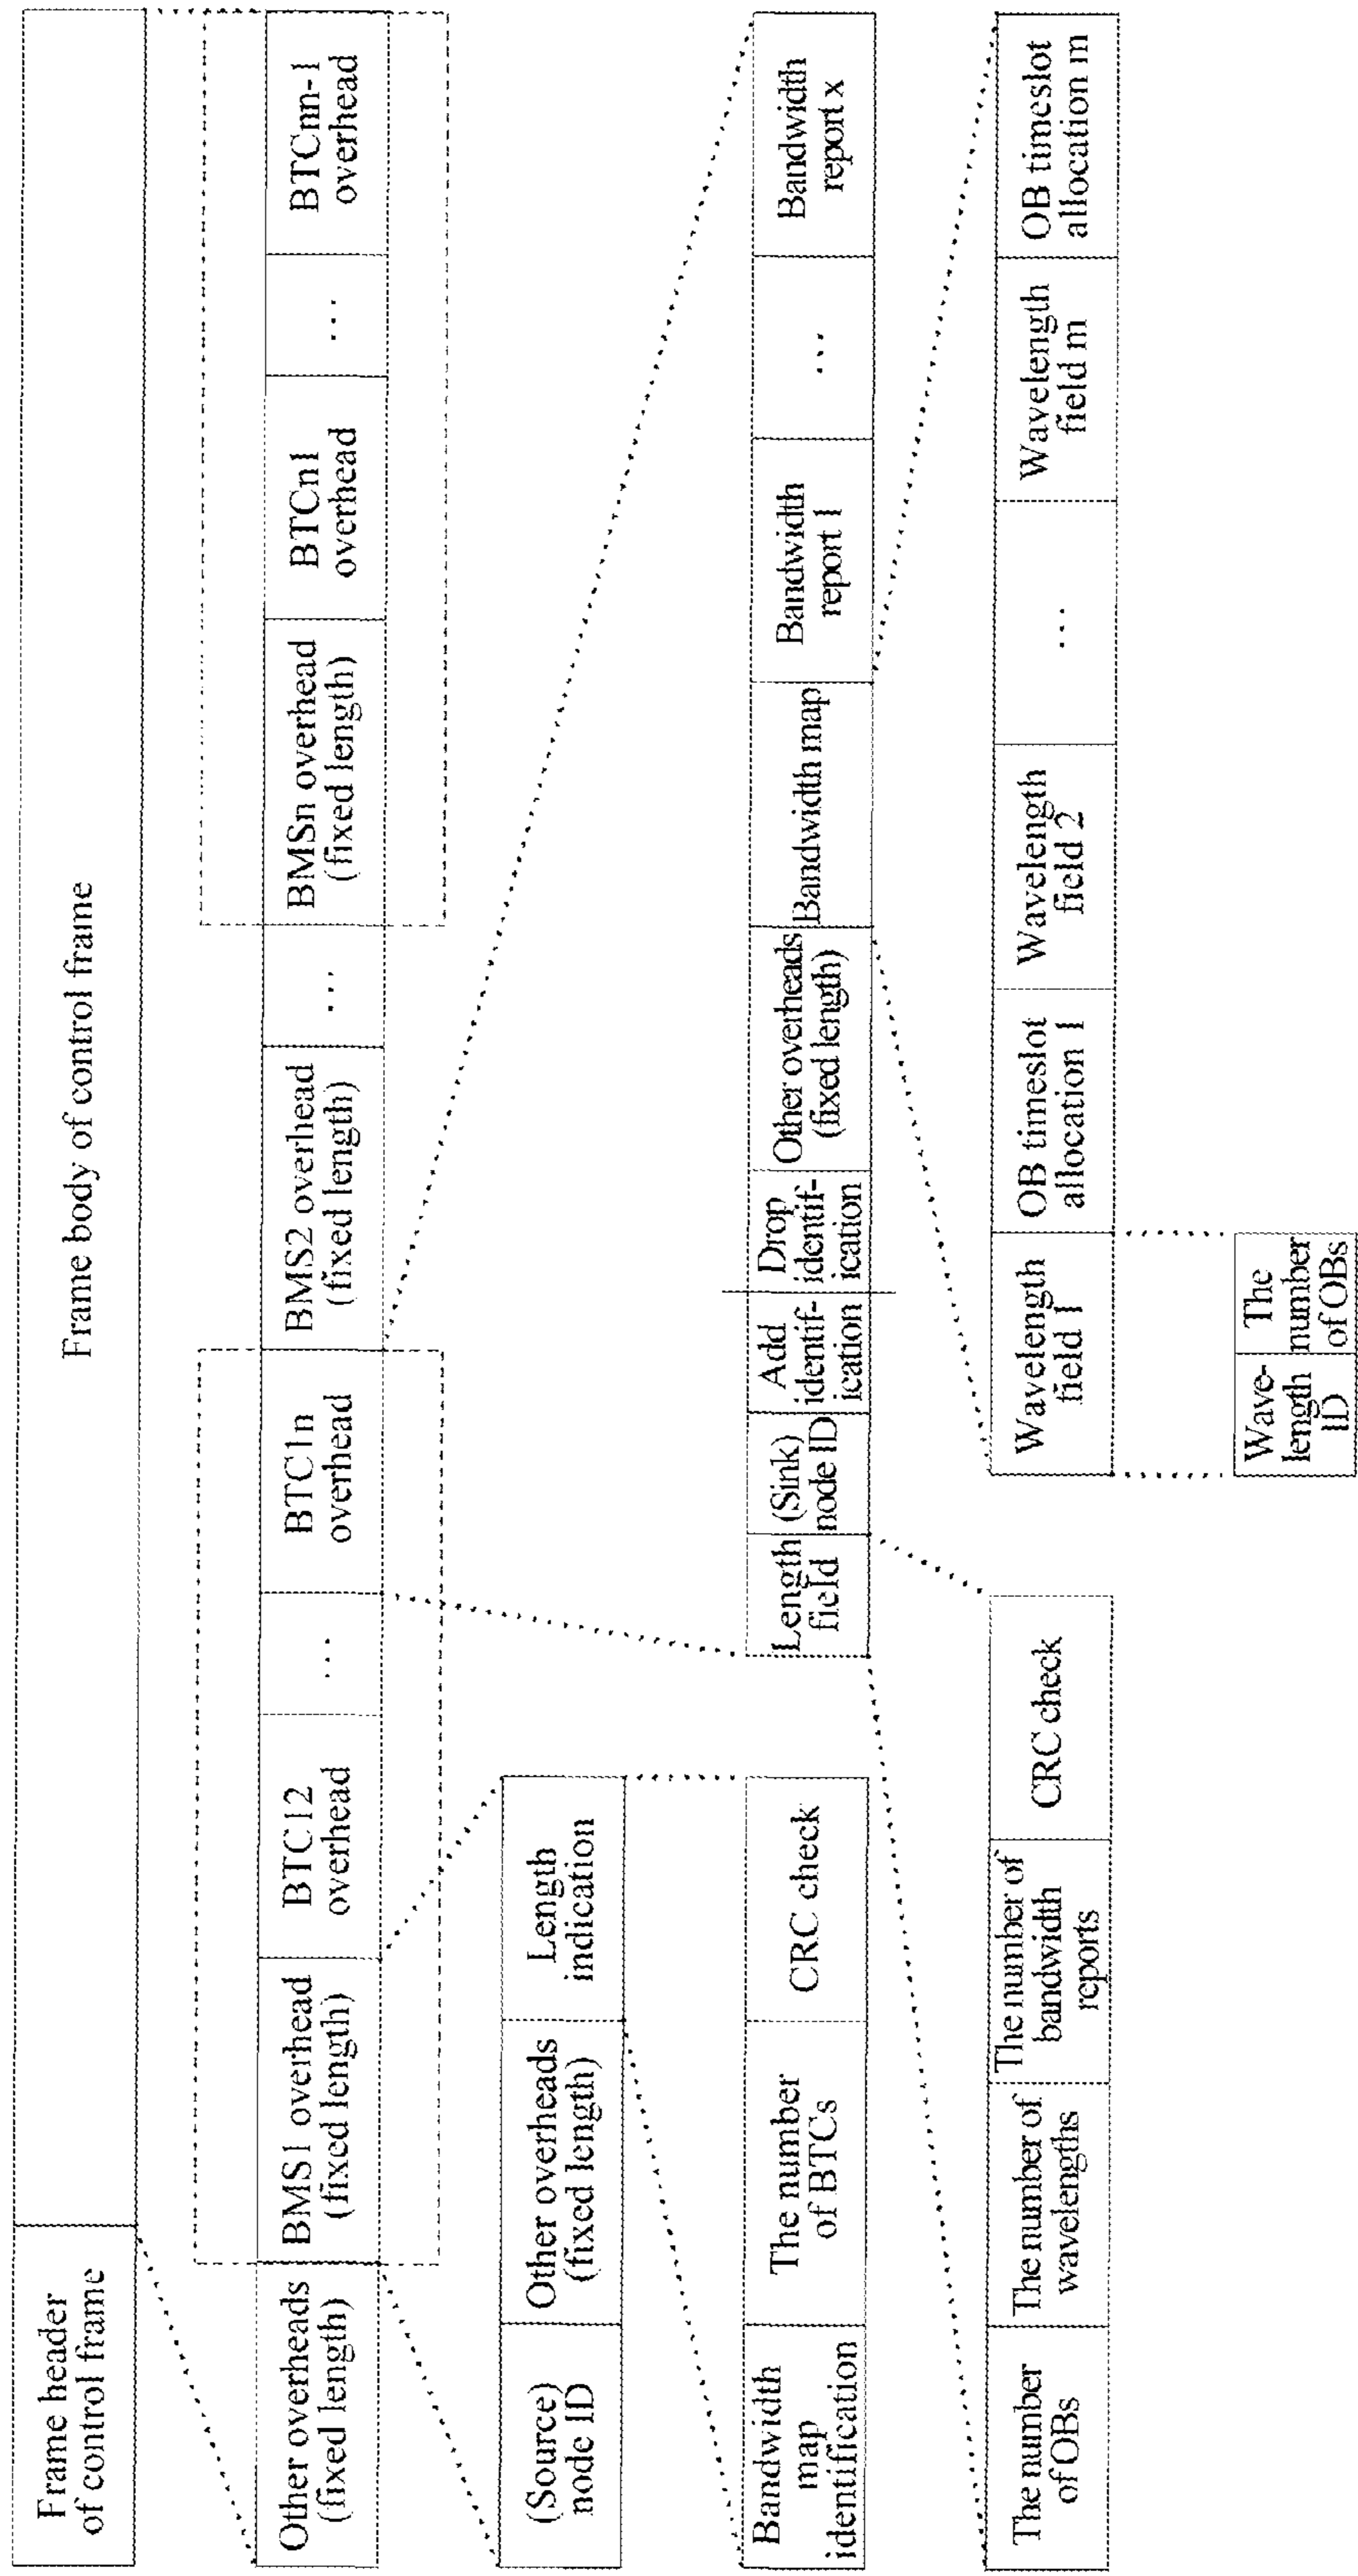 Frame header
of control frame
Frame body of control frame
Other overheads
(fixed length)
BMS1 overhead
(fixed length)
BTC12
overhead
...
BTC1n
overhead
BMS2 overhead
(fixed length)
...
BMSn overhead
(fixed length)
BTCn1
overhead
...
BTCnn-1
overhead
(Source)
node ID
Other overheads
(fixed length)
Length
indication
Bandwidth
map
identification
The number
of BTCs
CRC check
Length
field
(Sink)
node ID
Add
identif-
ication
Drop
identif-
ication
Other overheads
(fixed length)
Bandwidth map
Bandwidth
report 1
...
Bandwidth
report x
The number
of OBs
The number of
wavelengths
The number of
bandwidth
reports
CRC check
Wavelength
field 1
OB timeslot
allocation 1
Wavelength
field 2
...
Wavelength
field m
OB timeslot
allocation m
Wave-
length
ID
The
number
of OBs